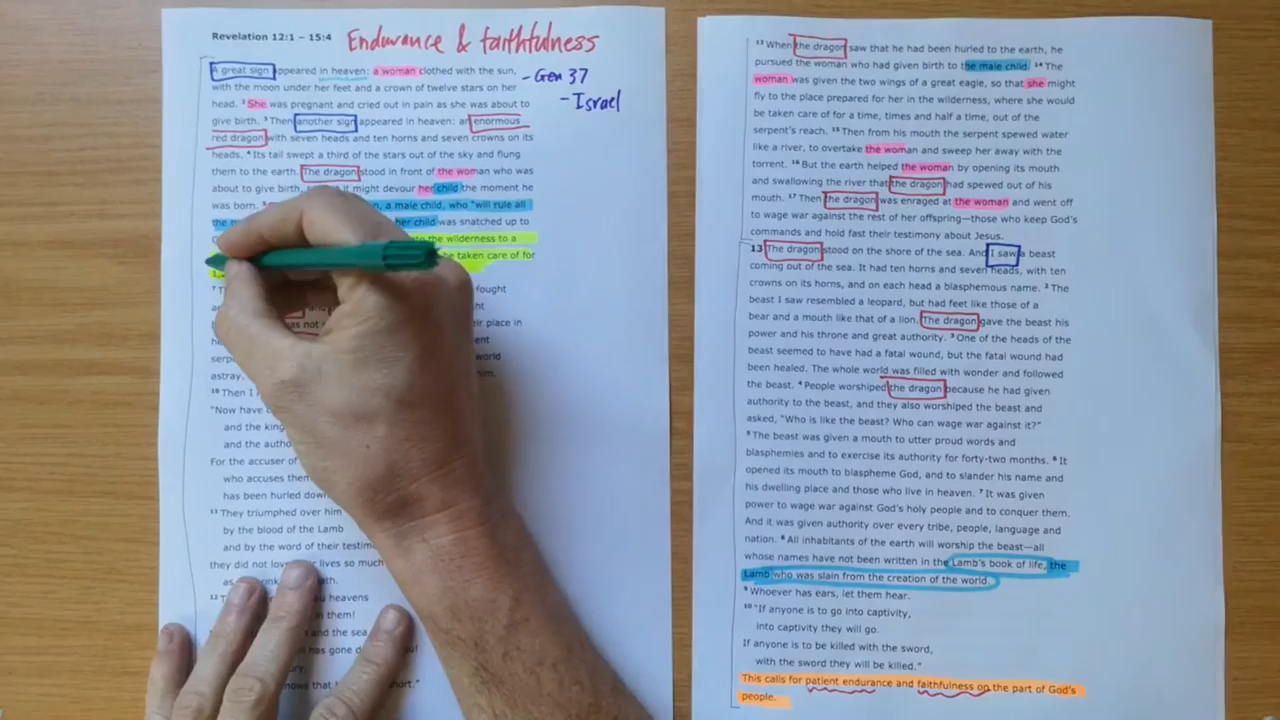 Revelation 12:1 – 15:4 Endurance & faithfulness
A great sign appeared in heaven: a woman clothed with the sun, - Gen 37
with the moon under her feet and a crown of twelve stars on her
- Israel
head. ² She was pregnant and cried out in pain as she was about to
give birth. ³ Then another sign appeared in heaven: an enormous
red dragon with seven heads and ten horns and seven crowns on its
heads. ⁴ Its tail swept a third of the stars out of the sky and flung
them to the earth. The dragon stood in front of the woman who was
about to give birth, it might devour her child the moment he
was born. a male child, who “will rule all
the her child was snatched up to
the wilderness to a
be taken care of for
fought
was not their place in
world
him.
astray.
¹⁰ Then I
“Now have
and the
and the
For the accuser of
who accuses them
has been hurled down
¹¹ They triumphed over him
by the blood of the Lamb
and by the word of their
they did not love their lives so much
as
heavens
in them!
and the sea
has gone down
short.”
¹³ When the dragon saw that he had been hurled to the earth, he
pursued the woman who had given birth to the male child. ¹⁴ The
woman was given the two wings of a great eagle, so that she might
fly to the place prepared for her in the wilderness, where she would
be taken care of for a time, times and half a time, out of the
serpent’s reach. ¹⁵ Then from his mouth the serpent spewed water
like a river, to overtake the woman and sweep her away with the
torrent. ¹⁶ But the earth helped the woman by opening its mouth
and swallowing the river that the dragon had spewed out of his
mouth. ¹⁷ Then the dragon was enraged at the woman and went off
to wage war against the rest of her offspring—those who keep God’s
commands and hold fast their testimony about Jesus.
13 The dragon stood on the shore of the sea. And I saw a beast
coming out of the sea. It had ten horns and seven heads, with ten
crowns on its horns, and on each head a blasphemous name. ² The
beast I saw resembled a leopard, but had feet like those of a
bear and a mouth like that of a lion. The dragon gave the beast his
power and his throne and great authority. ³ One of the heads of the
beast seemed to have had a fatal wound, but the fatal wound had
been healed. The whole world was filled with wonder and followed
the beast. ⁴ People worshiped the dragon because he had given
authority to the beast, and they also worshiped the beast and
asked, “Who is like the beast? Who can wage war against it?”
⁵ The beast was given a mouth to utter proud words and
blasphemies and to exercise its authority for forty-two months. ⁶ It
opened its mouth to blaspheme God, and to slander his name and
his dwelling place and those who live in heaven. ⁷ It was given
power to wage war against God’s holy people and to conquer them.
And it was given authority over every tribe, people, language and
nation. ⁸ All inhabitants of the earth will worship the beast—all
whose names have not been written in the Lamb’s book of life, the
Lamb who was slain from the creation of the world.
⁹ Whoever has ears, let them hear.
¹⁰ “If anyone is to go into captivity,
into captivity they will go.
If anyone is to be killed with the sword,
with the sword they will be killed.”
This calls for patient endurance and faithfulness on the part of God’s
people.